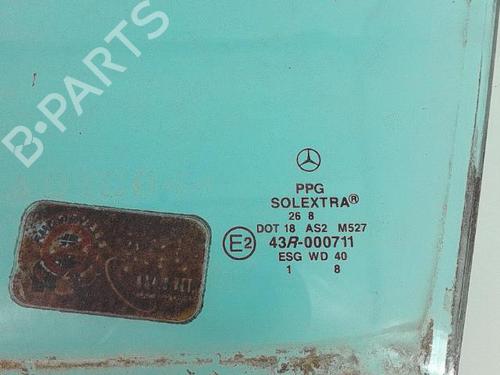 B-PARTS
PPG
SOLEXTRA®
26 8
DOT 18 AS2 M527
E2 43R-000711
ESG WD 40
1 8